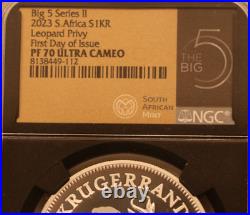 Big 5 Series II
2023 S.Africa S1KR
Leopard Privy
First Day of Issue
PF 70 ULTRA CAMEO
8138449-112
SOUTH
AFRICAN
MINT
5
THE
BIG
NGC
KRUGERRAND